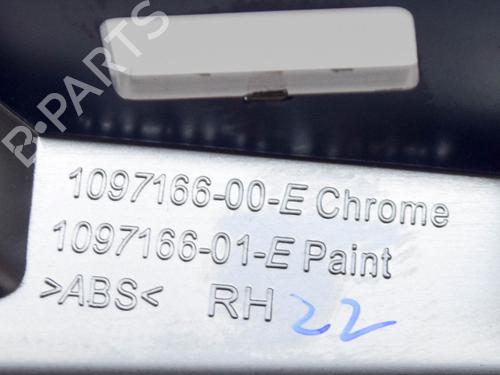 B-PARTS
1097166-00-E Chrome
1097166-01-E Paint
>ABS< RH 22